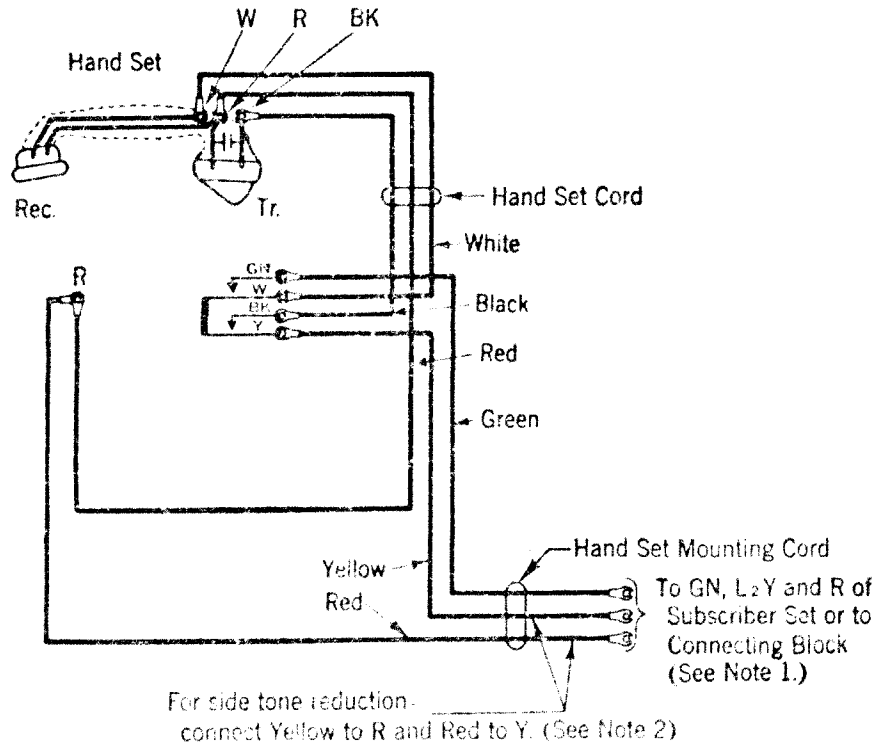 W R BK
Hand Set
Rec.
Tr.
Hand Set Cord
White
R
GN
W
BK
Y
Black
Red
Green
Hand Set Mounting Cord
Yellow
Red
To GN, L2Y and R of
Subscriber Set or to
Connecting Block
(See Note 1.)
For side tone reduction
connect Yellow to R and Red to Y. (See Note 2)